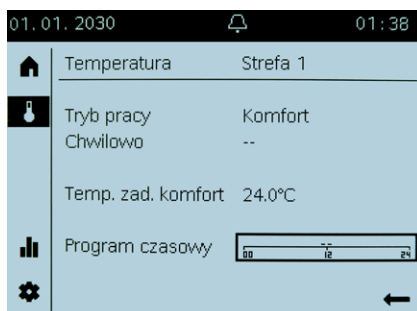 01. 01. 2030 01:38
Temperatura Strefa 1
Tryb pracy Komfort
Chwilowo --
Temp. zad. komfort 24.0°C
Program czasowy --
00 12 24